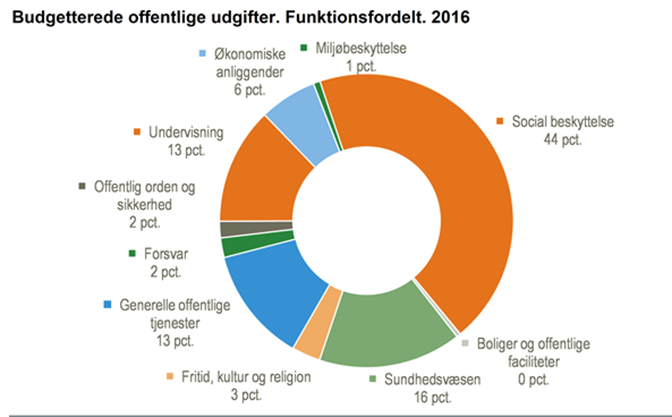 Budgetterede offentlige udgifter. Funktionsfordelt. 2016
Miljøbeskyttelse
1 pct.
Økonomiske
anliggender
6 pct.
Social beskyttelse
44 pct.
Undervisning
13 pct.
Offentlig orden og
sikkerhed
2 pct.
Forsvar
2 pct.
Generelle offentlige
tjenester
13 pct.
Boliger og offentlige
faciliteter
0 pct.
Fritid, kultur og religion
3 pct.
Sundhedsvæsen
16 pct.